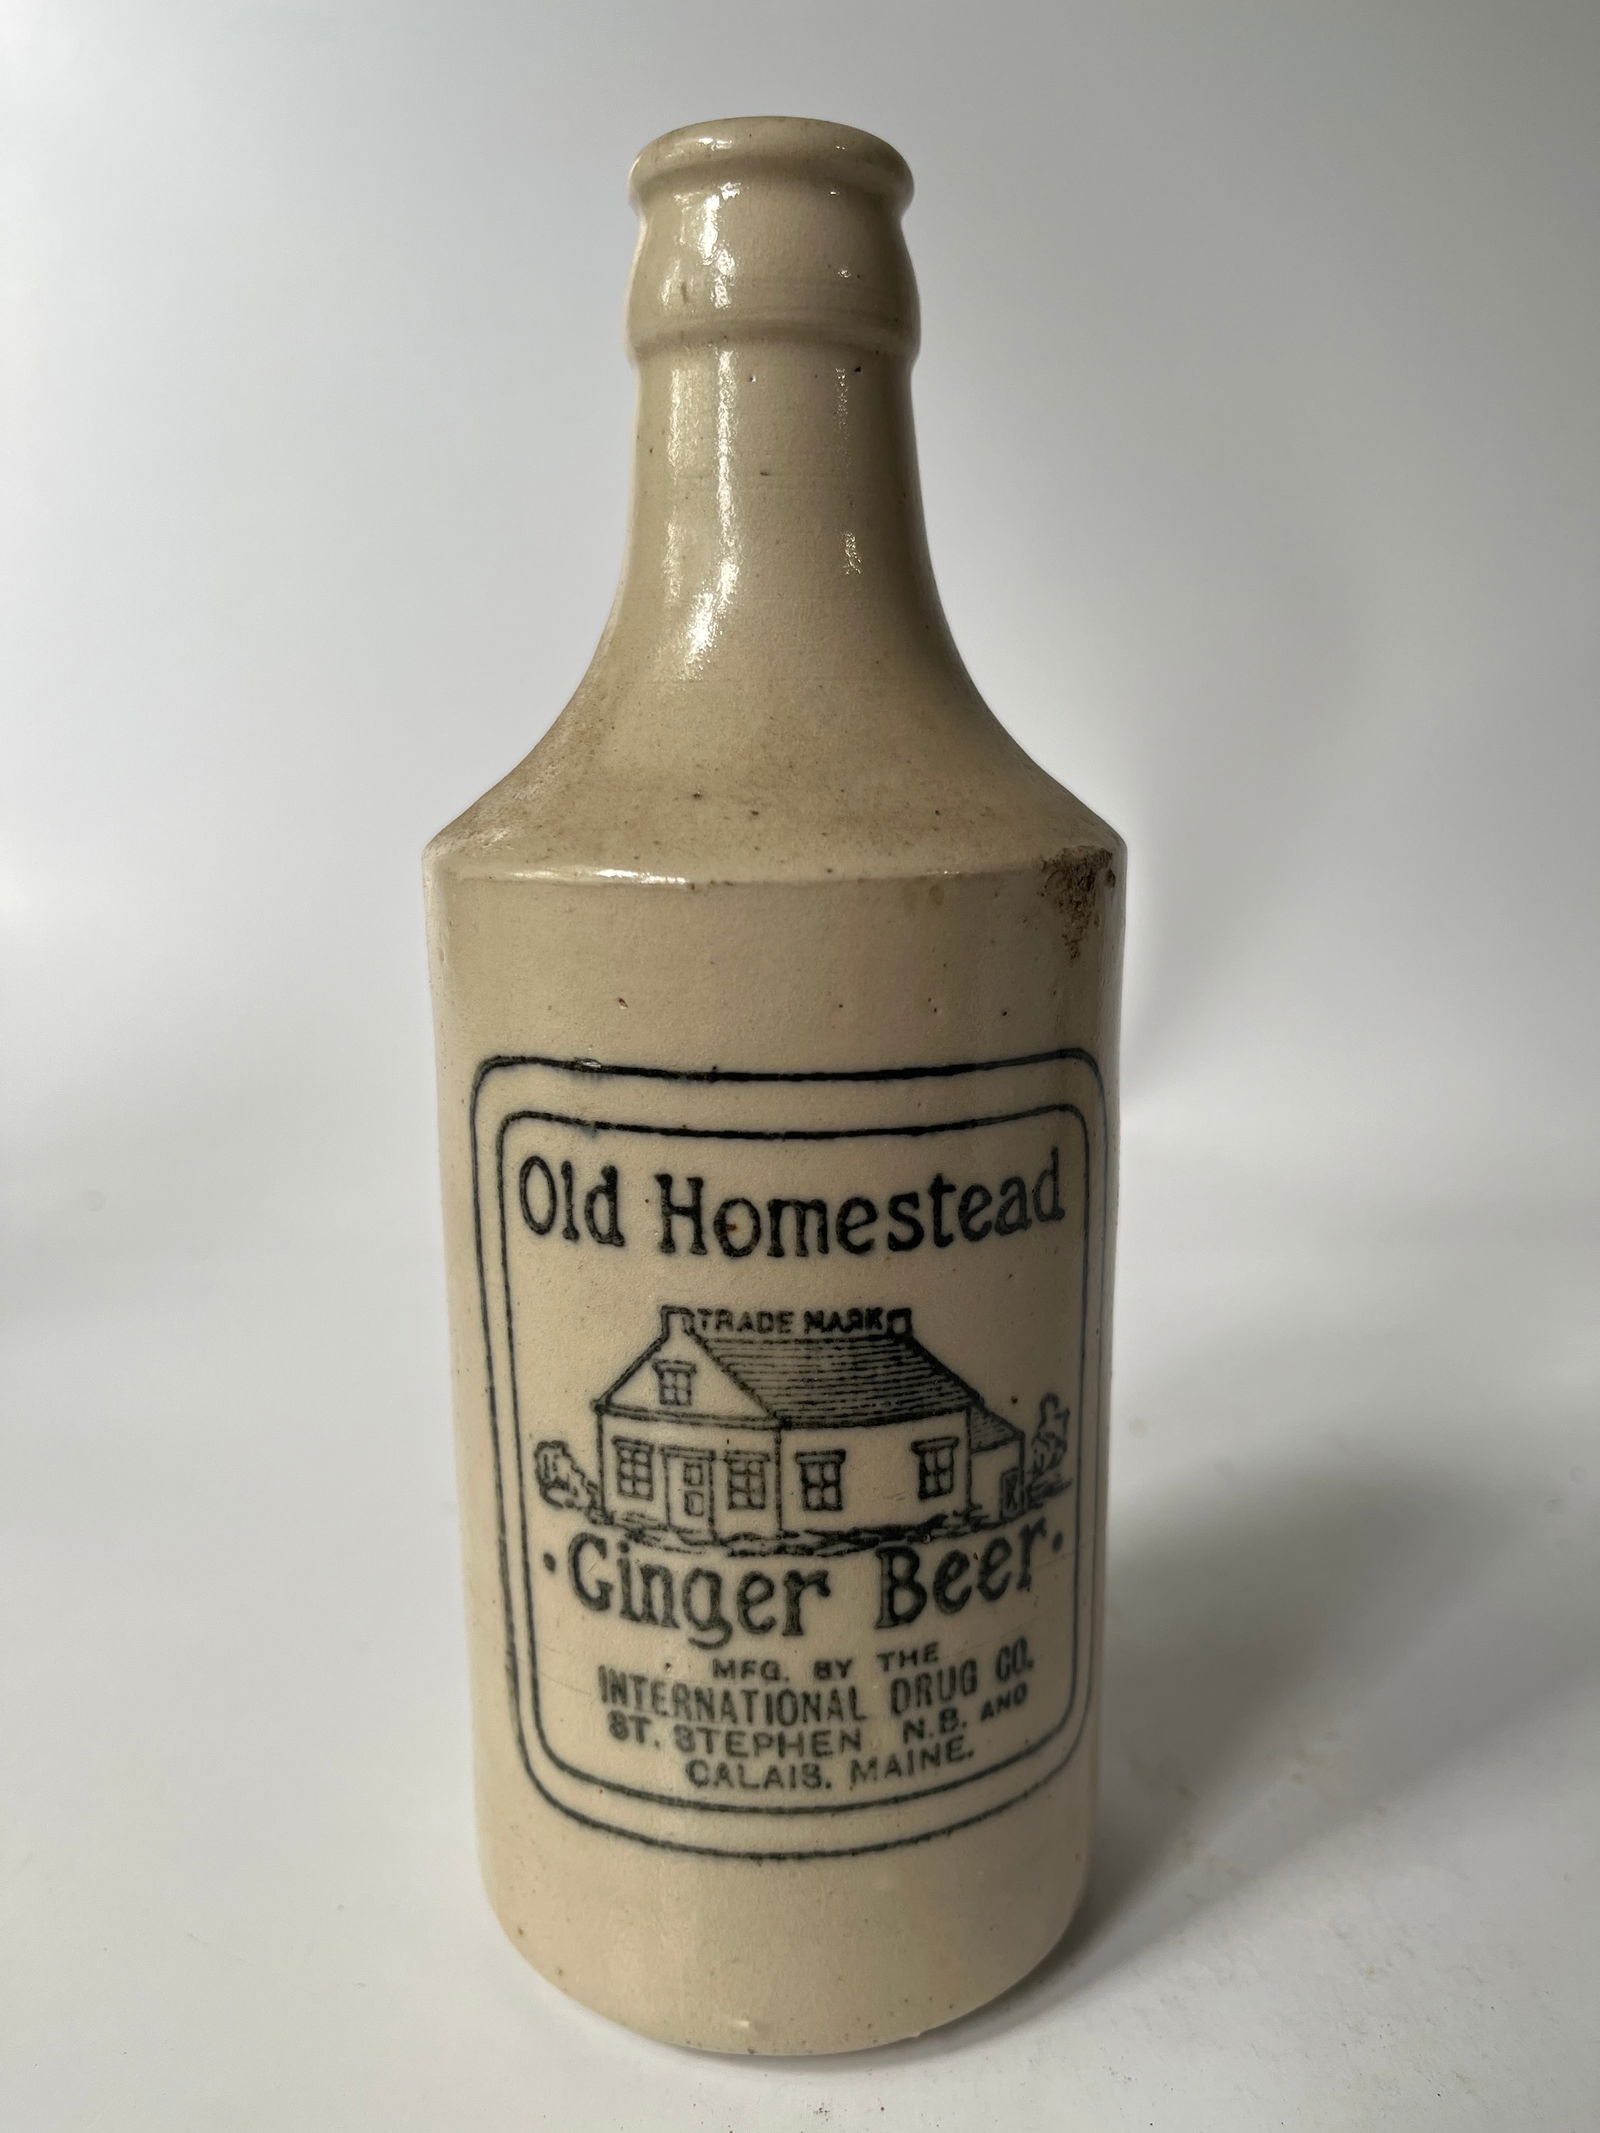 Old Homestead
TRADE MARK
·Ginger Beer·
MFG. BY THE
INTERNATIONAL DRUG CO.
ST. STEPHEN N.B. AND
CALAIS, MAINE.